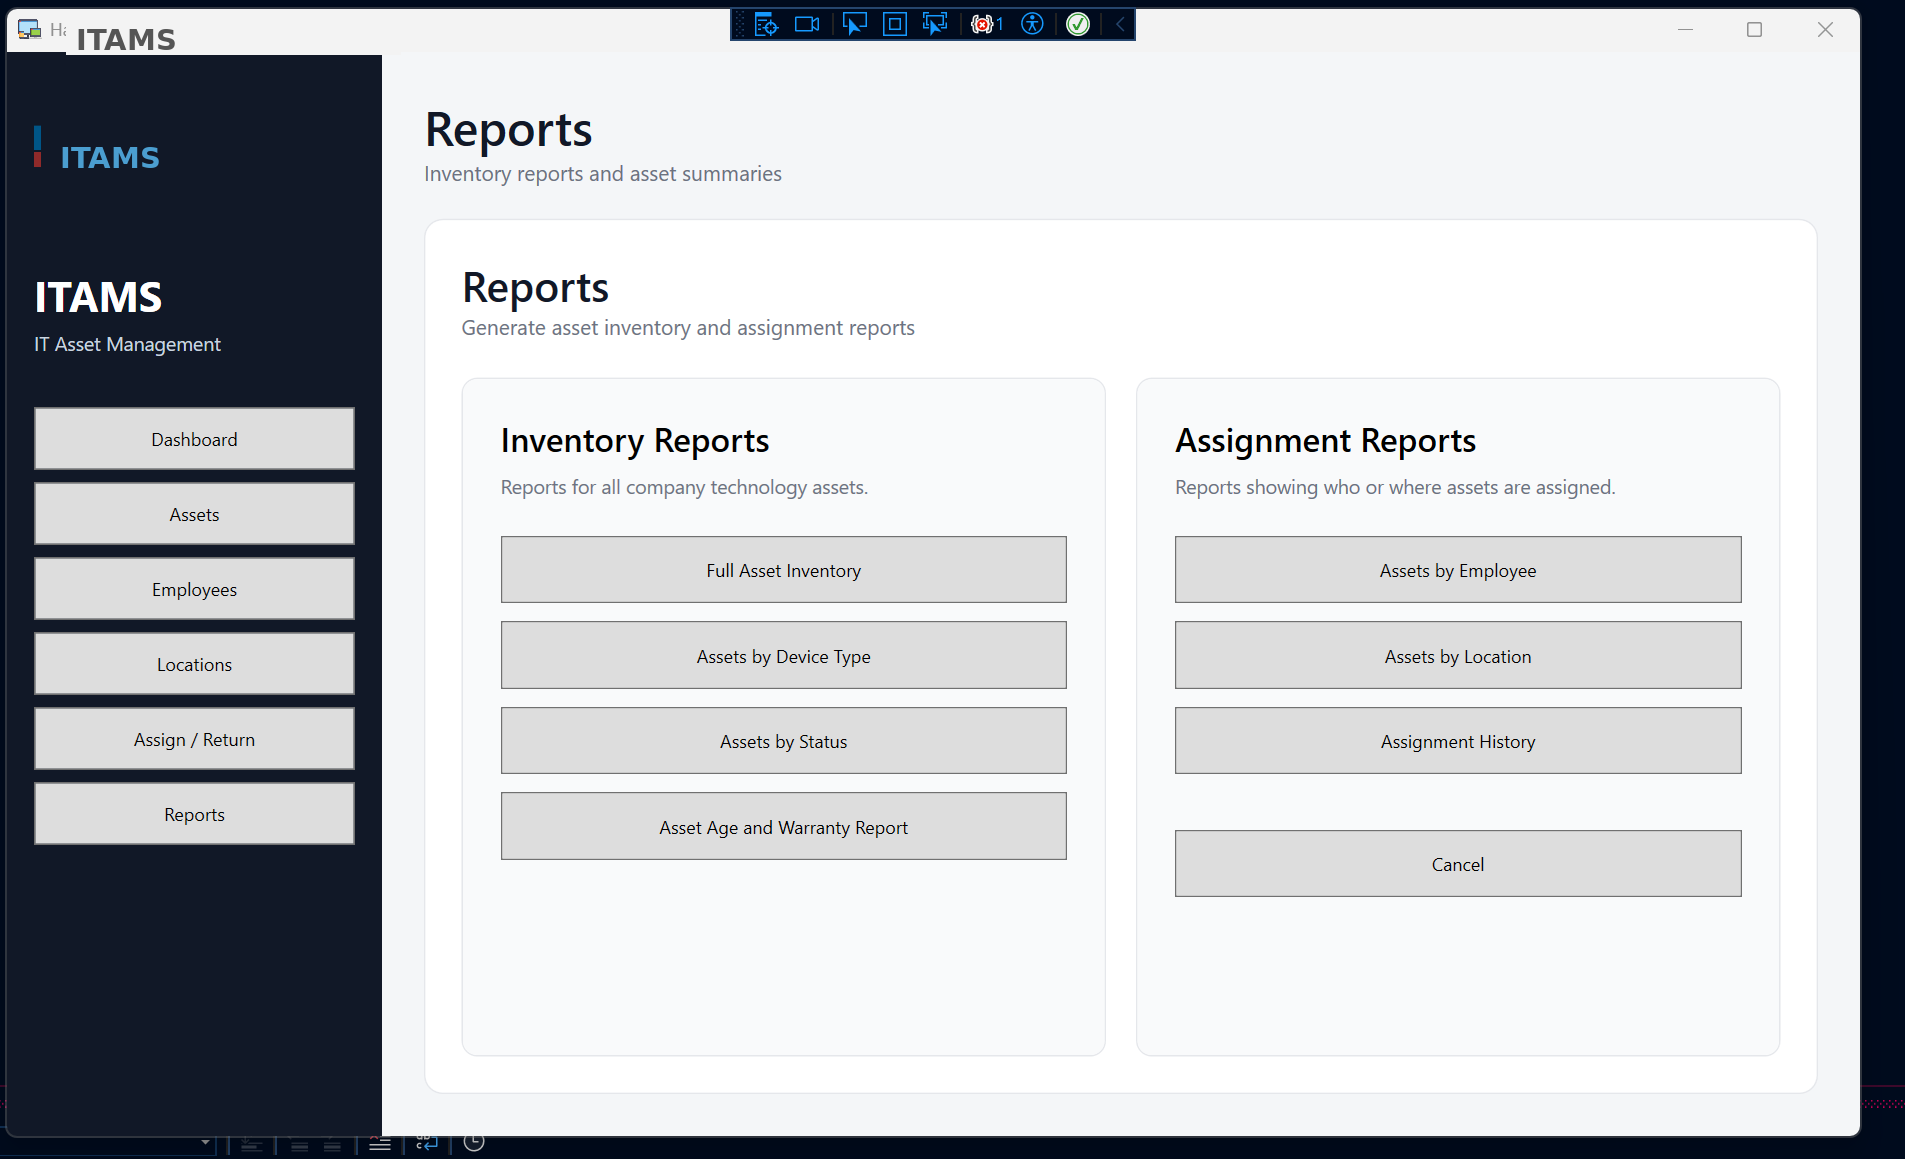 ITAMS
1
ITAMS
ITAMS
IT Asset Management
Dashboard
Assets
Employees
Locations
Assign / Return
Reports
Reports
Inventory reports and asset summaries
Reports
Generate asset inventory and assignment reports
Inventory Reports
Reports for all company technology assets.
Full Asset Inventory
Assets by Device Type
Assets by Status
Asset Age and Warranty Report
Assignment Reports
Reports showing who or where assets are assigned.
Assets by Employee
Assets by Location
Assignment History
Cancel